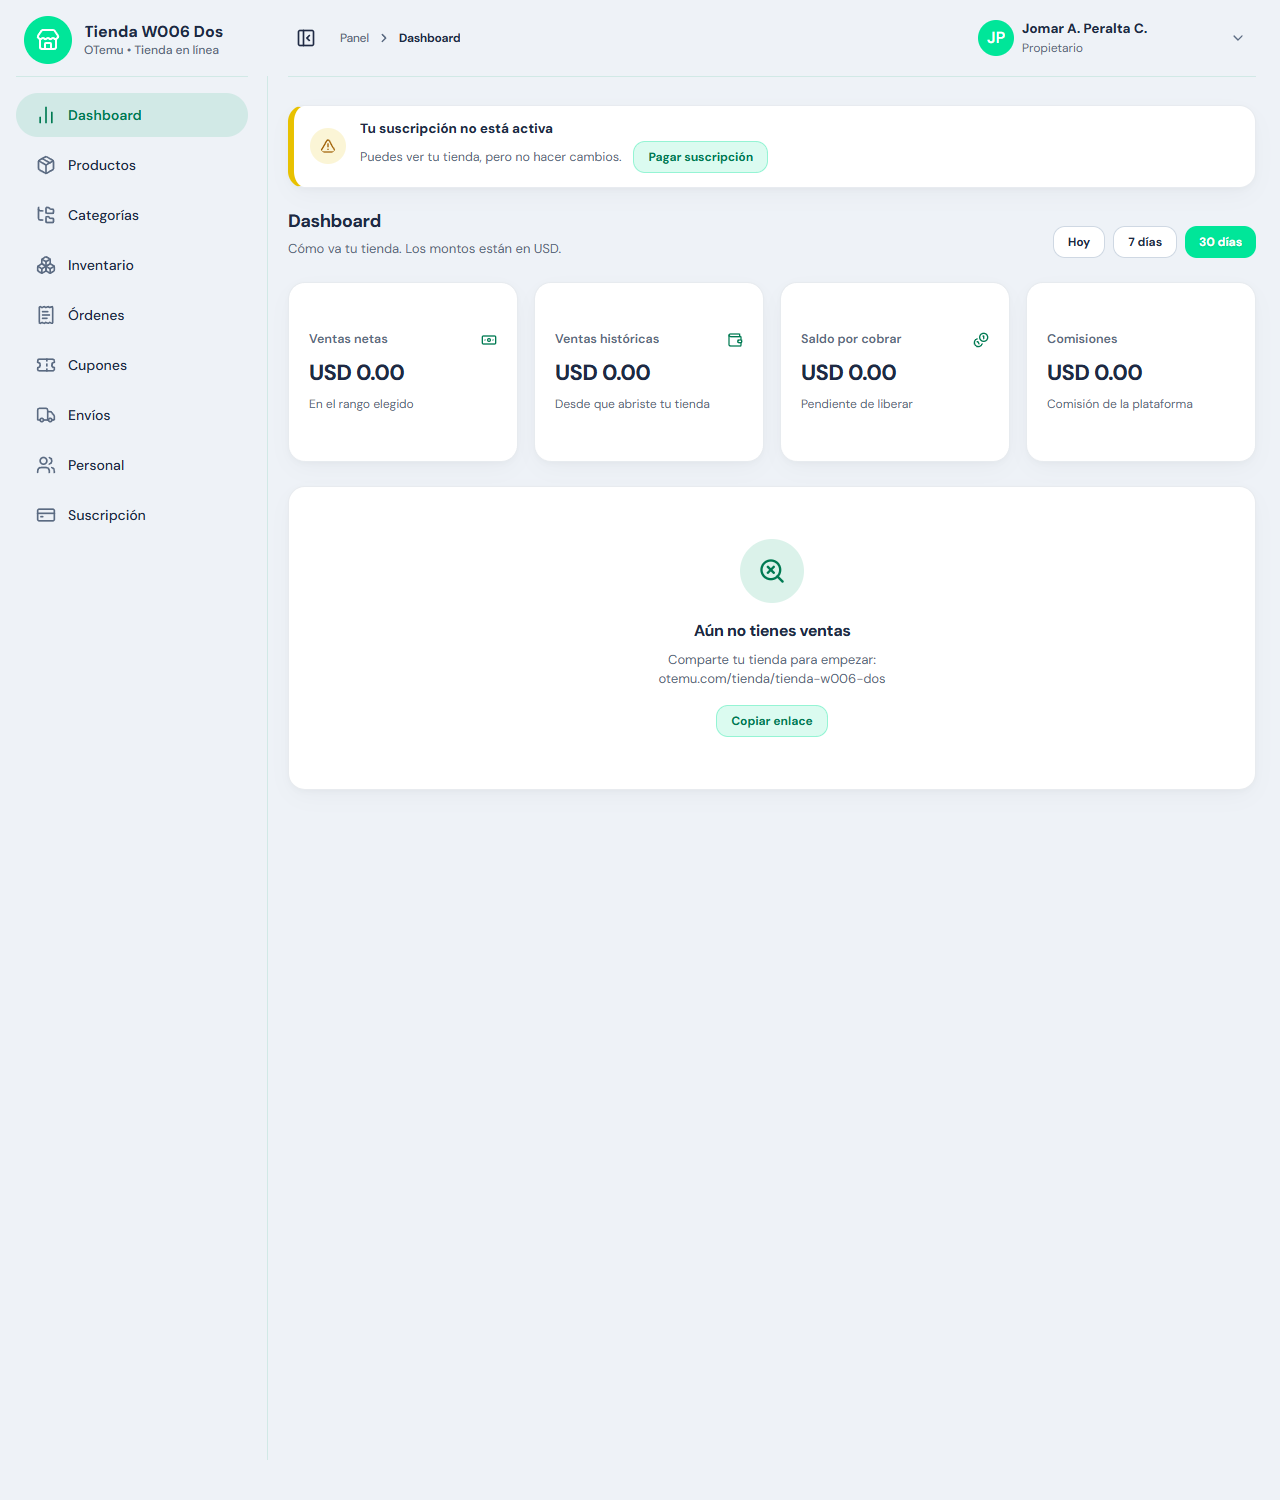 Tienda W006 Dos
OTemu • Tienda en línea
Panel
Dashboard
JP
Jomar A. Peralta C.
Propietario
Dashboard
Productos
Categorías
Inventario
Órdenes
Cupones
Envíos
Personal
Suscripción
Tu suscripción no está activa
Puedes ver tu tienda, pero no hacer cambios.
Pagar suscripción
Dashboard
Cómo va tu tienda. Los montos están en USD.
Hoy
7 días
30 días
Ventas netas
USD 0.00
En el rango elegido
Ventas históricas
USD 0.00
Desde que abriste tu tienda
Saldo por cobrar
USD 0.00
Pendiente de liberar
Comisiones
USD 0.00
Comisión de la plataforma
Aún no tienes ventas
Comparte tu tienda para empezar:
otemu.com/tienda/tienda-w006-dos
Copiar enlace